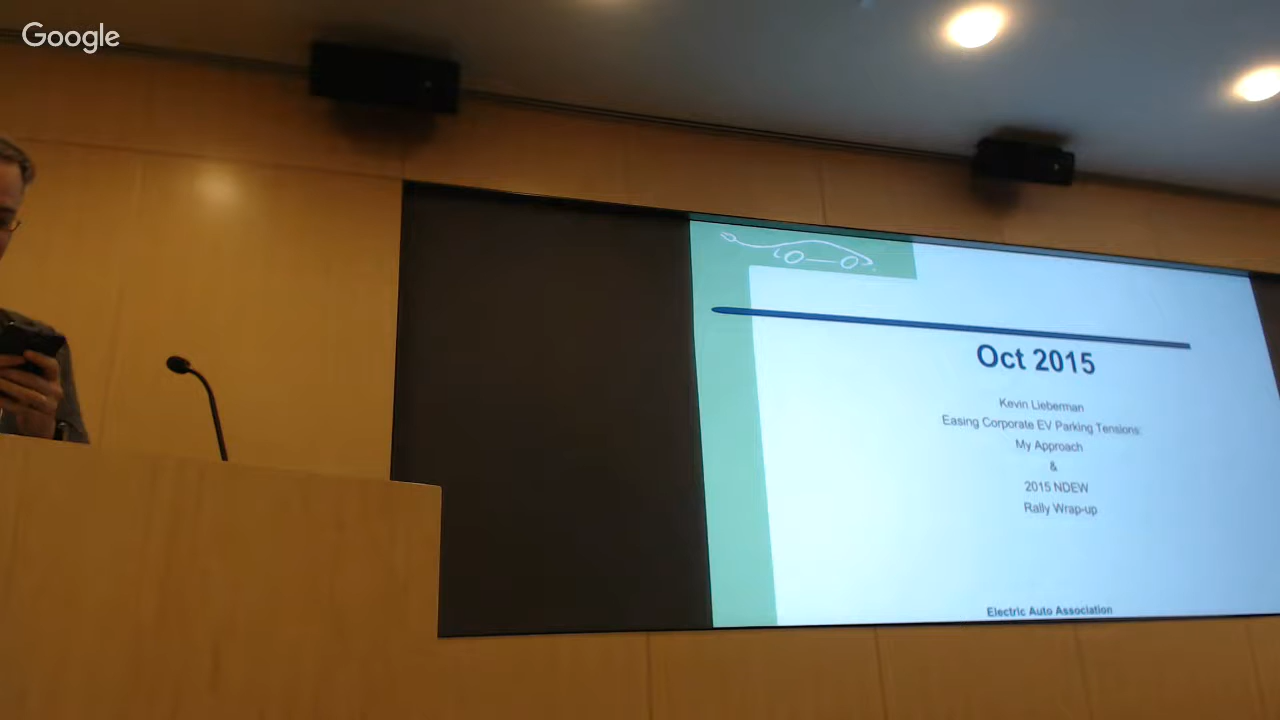 Google
Oct 2015
Kevin Lieberman
Easing Corporate EV Parking Tensions:
My Approach
&
2015 NDEW
Rally Wrap-up
Electric Auto Association